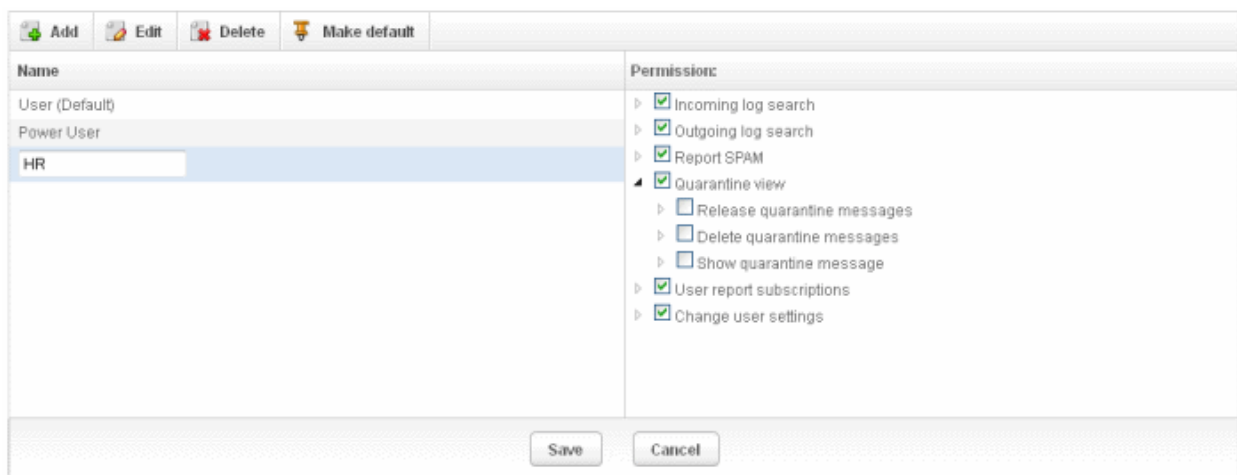 Add Edit Delete Make default
Name
Permission:
User (Default)
Power User
HR
Incoming log search
Outgoing log search
Report SPAM
Quarantine view
Release quarantine messages
Delete quarantine messages
Show quarantine message
User report subscriptions
Change user settings
Save Cancel